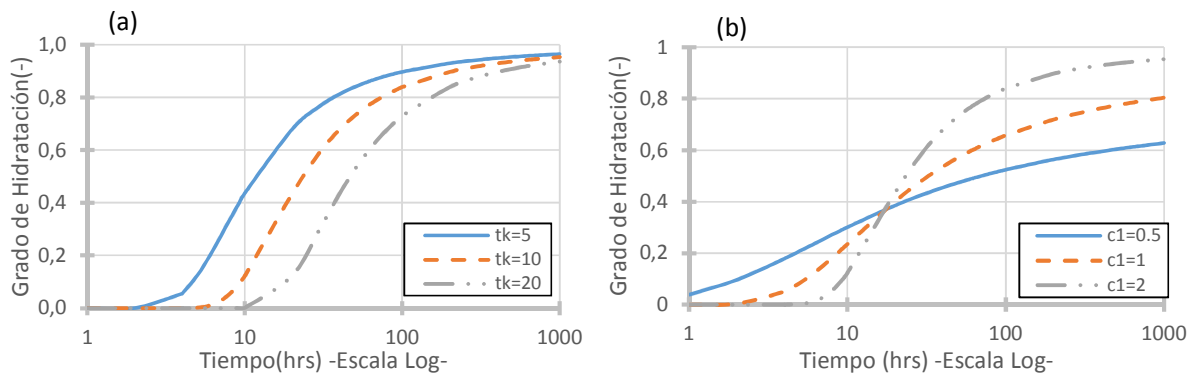 (a)
Grado de Hidratación(-)
1,0
0,8
0,6
0,4
0,2
0,0
1
10
100
1000
Tiempo(hrs) -Escala Log-
tk=5
tk=10
tk=20
(b)
Grado de Hidratación(-)
1
0,8
0,6
0,4
0,2
0
1
10
100
1000
Tiempo (hrs) -Escala Log-
c1=0.5
c1=1
c1=2